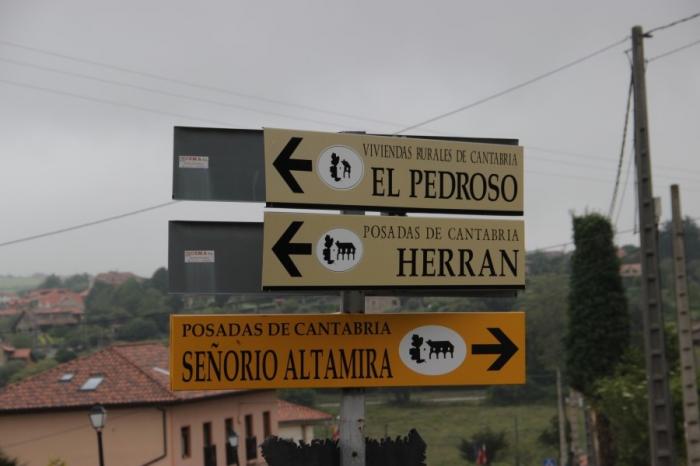 VIVIENDAS RURALES DE CANTABRIA
EL PEDROSO
POSADAS DE CANTABRIA
HERRAN
POSADAS DE CANTABRIA
SEÑORIO ALTAMIRA